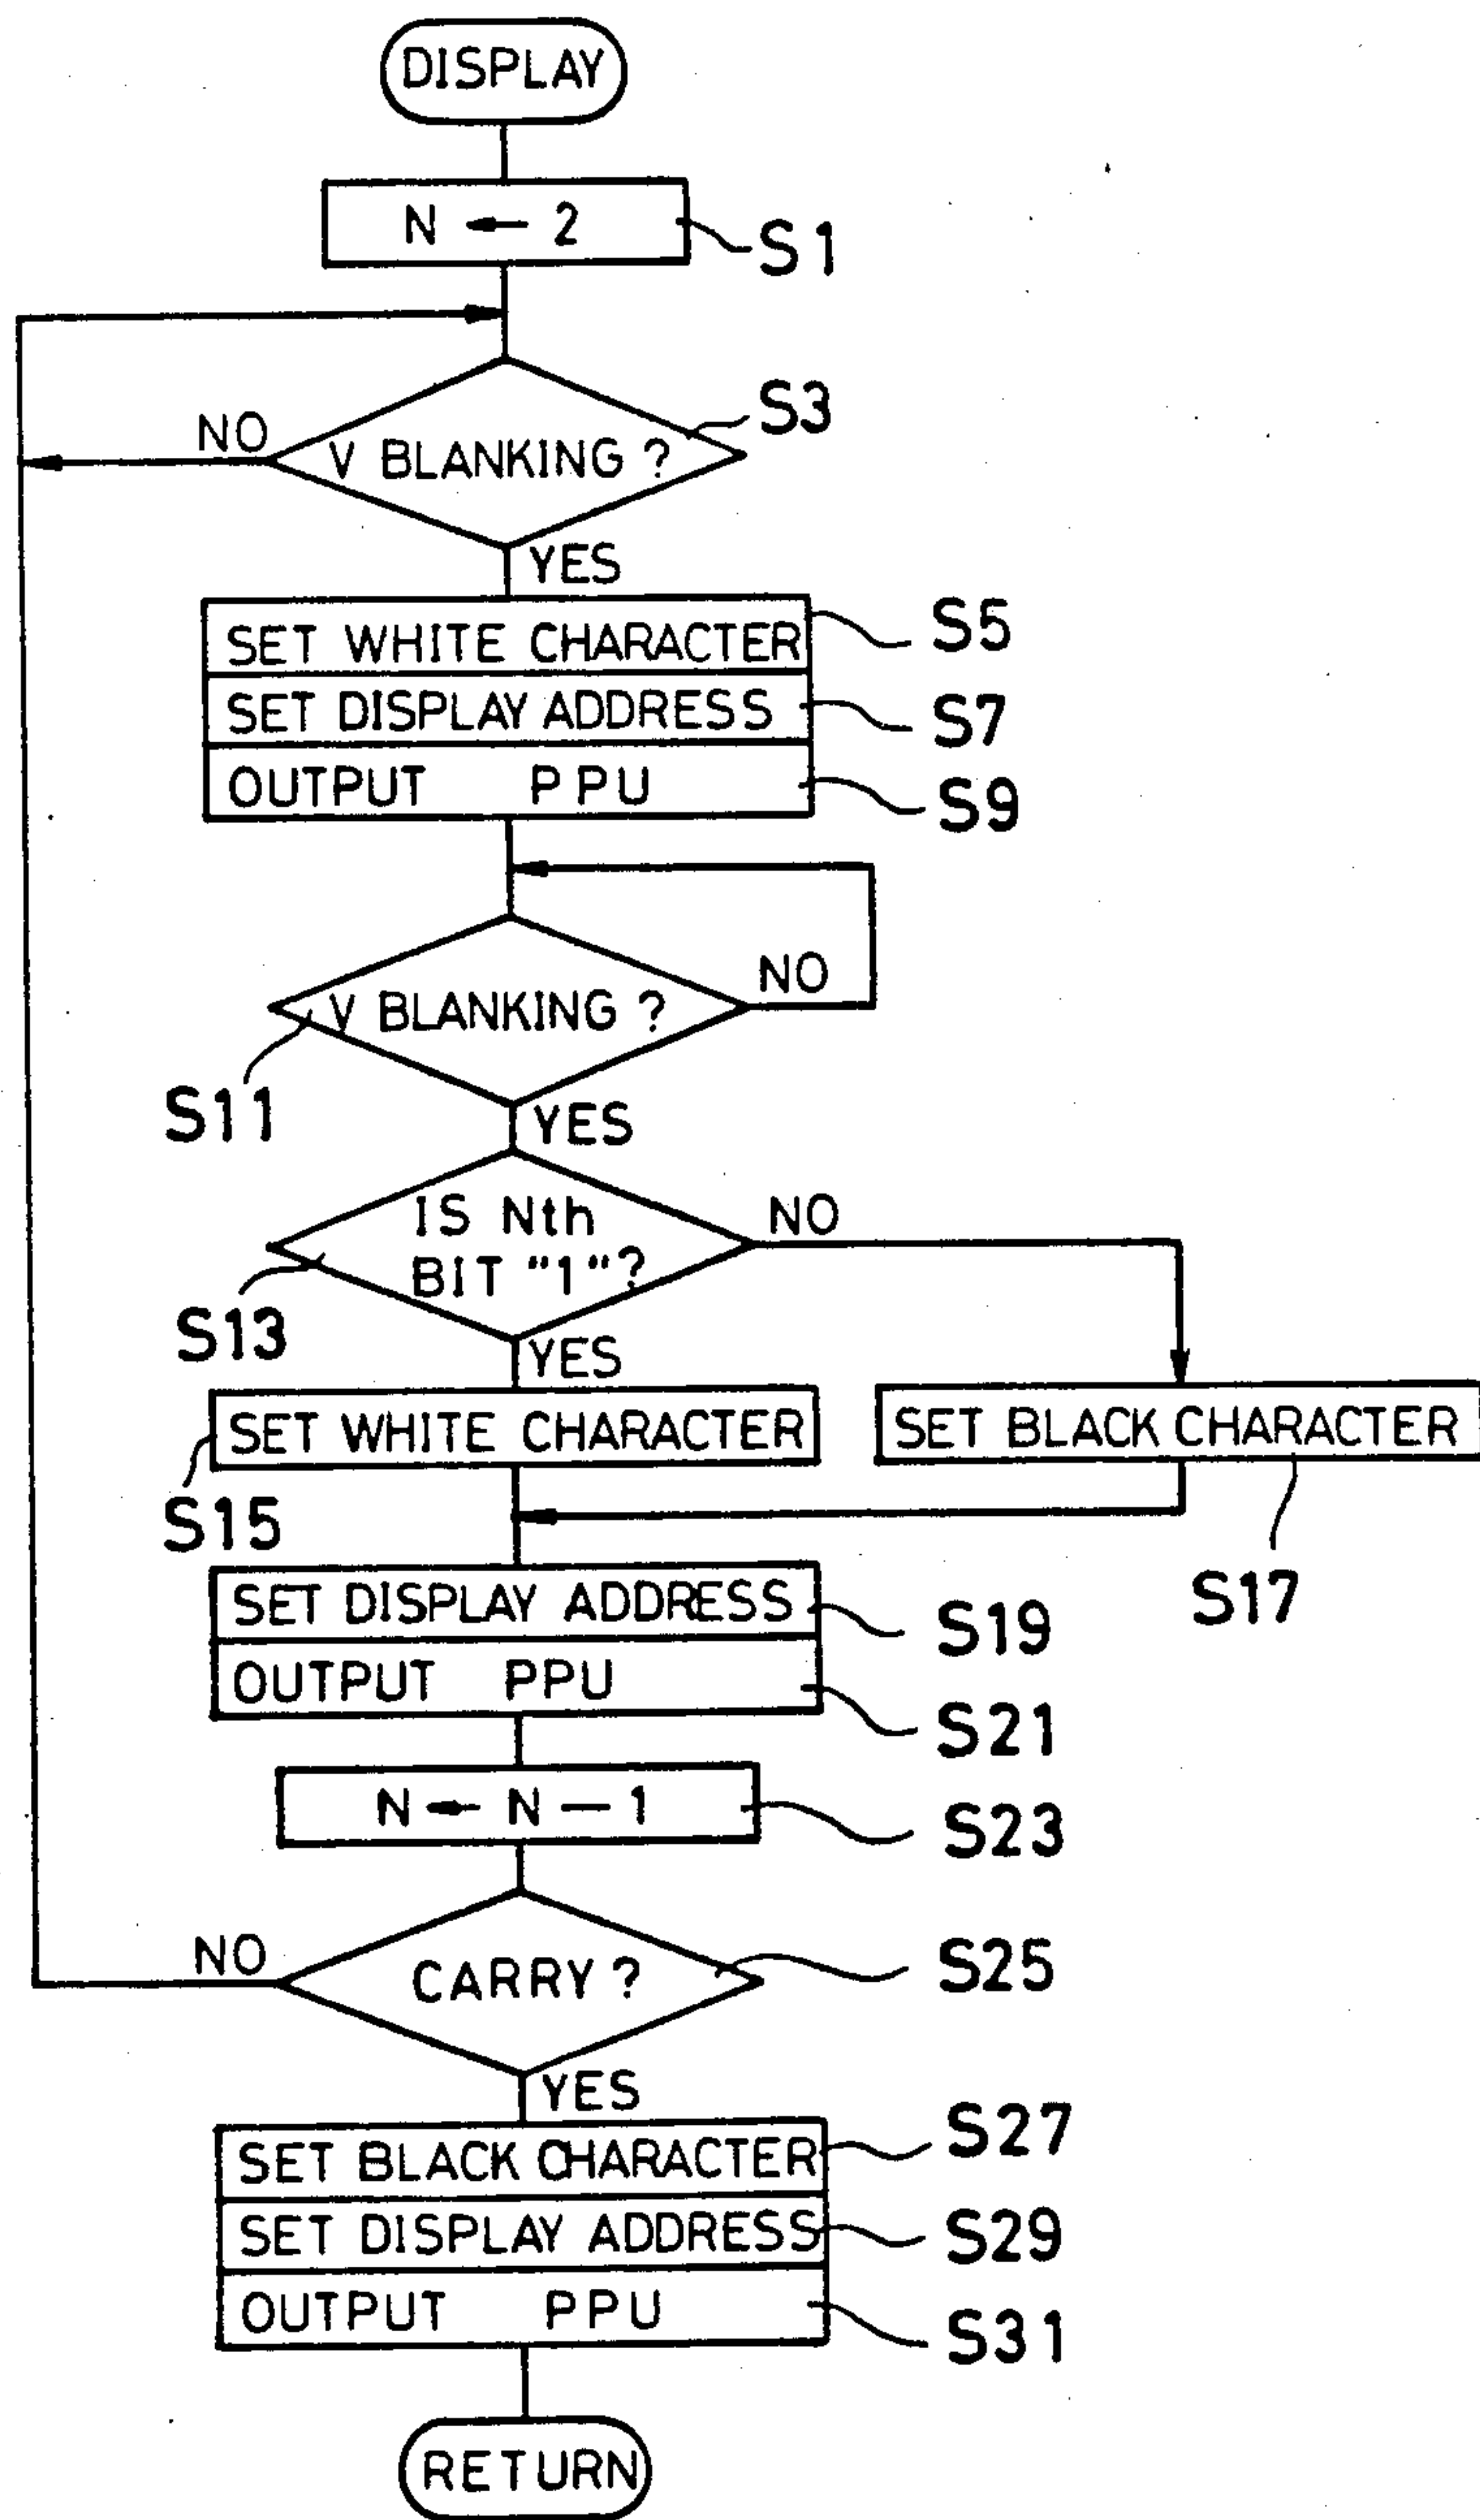 DISPLAY
N ← 2
S1
S3
NO
V BLANKING ?
YES
SET WHITE CHARACTER
S5
SET DISPLAY ADDRESS
S7
OUTPUT PPU
S9
NO
V BLANKING ?
S11
YES
IS Nth
BIT "1"?
NO
S13
YES
SET WHITE CHARACTER
SET BLACK CHARACTER
S15
S17
SET DISPLAY ADDRESS
S19
OUTPUT PPU
S21
N ← N — 1
S23
NO
CARRY ?
S25
YES
SET BLACK CHARACTER
S27
SET DISPLAY ADDRESS
S29
OUTPUT PPU
S31
RETURN